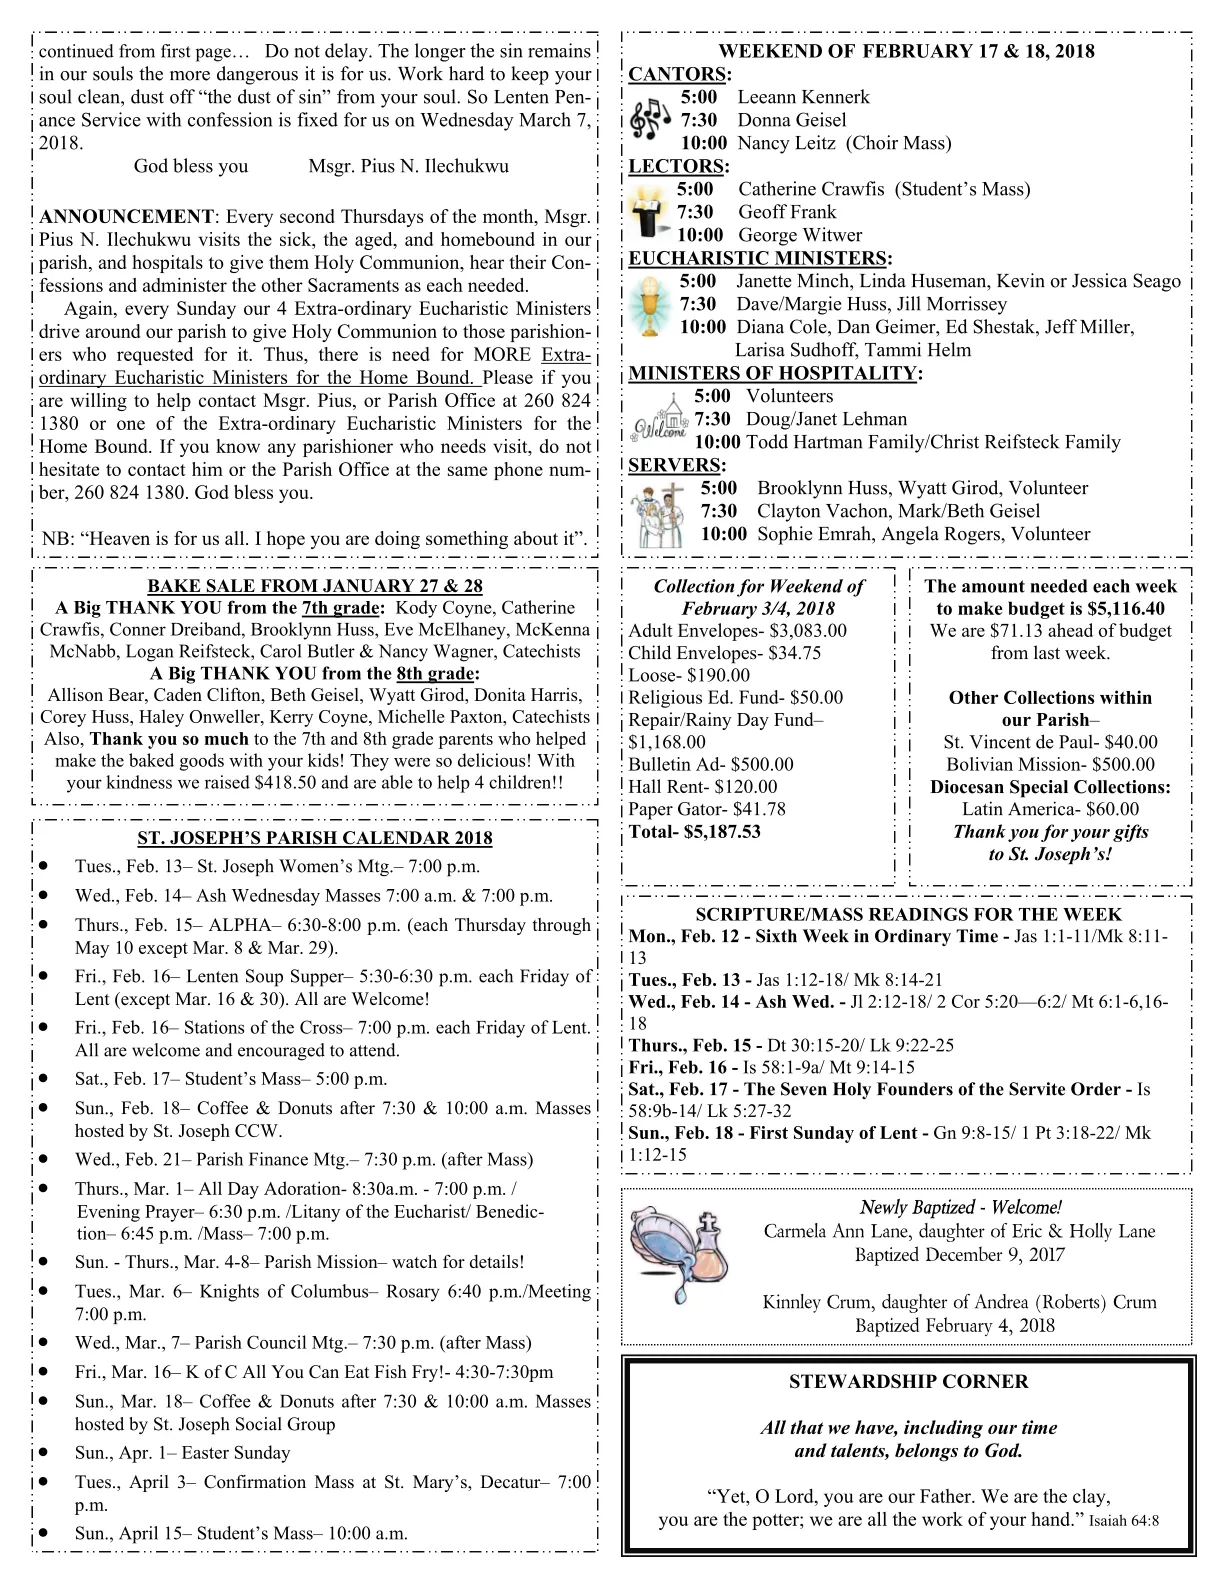 continued from first page…   Do not delay. The longer the sin remains
in our souls the more dangerous it is for us. Work hard to keep your
soul clean, dust off “the dust of sin” from your soul. So Lenten Pen-
ance Service with confession is fixed for us on Wednesday March 7,
2018.
God bless you          Msgr. Pius N. Ilechukwu
ANNOUNCEMENT: Every second Thursdays of the month, Msgr.
Pius N. Ilechukwu visits the sick, the aged, and homebound in our
parish, and hospitals to give them Holy Communion, hear their Con-
fessions and administer the other Sacraments as each needed.
Again, every Sunday our 4 Extra-ordinary Eucharistic Ministers
drive around our parish to give Holy Communion to those parishion-
ers who requested for it. Thus, there is need for MORE Extra-
ordinary Eucharistic Ministers for the Home Bound. Please if you
are willing to help contact Msgr. Pius, or Parish Office at 260 824
1380 or one of the Extra-ordinary Eucharistic Ministers for the
Home Bound. If you know any parishioner who needs visit, do not
hesitate to contact him or the Parish Office at the same phone num-
ber, 260 824 1380. God bless you.
NB: “Heaven is for us all. I hope you are doing something about it”.
BAKE SALE FROM JANUARY 27 & 28
A Big THANK YOU from the 7th grade:  Kody Coyne, Catherine
Crawfis, Conner Dreiband, Brooklynn Huss, Eve McElhaney, McKenna
McNabb, Logan Reifsteck, Carol Butler & Nancy Wagner, Catechists
A Big THANK YOU from the 8th grade:
Allison Bear, Caden Clifton, Beth Geisel, Wyatt Girod, Donita Harris,
Corey Huss, Haley Onweller, Kerry Coyne, Michelle Paxton, Catechists
Also, Thank you so much to the 7th and 8th grade parents who helped
make the baked goods with your kids! They were so delicious! With
your kindness we raised $418.50 and are able to help 4 children!!
ST. JOSEPH’S PARISH CALENDAR 2018
• Tues., Feb. 13– St. Joseph Women’s Mtg.– 7:00 p.m.
• Wed., Feb. 14– Ash Wednesday Masses 7:00 a.m. & 7:00 p.m.
• Thurs., Feb. 15– ALPHA– 6:30-8:00 p.m. (each Thursday through
May 10 except Mar. 8 & Mar. 29).
• Fri., Feb. 16– Lenten Soup Supper– 5:30-6:30 p.m. each Friday of
Lent (except Mar. 16 & 30). All are Welcome!
• Fri., Feb. 16– Stations of the Cross– 7:00 p.m. each Friday of Lent.
All are welcome and encouraged to attend.
• Sat., Feb. 17– Student’s Mass– 5:00 p.m.
• Sun., Feb. 18– Coffee & Donuts after 7:30 & 10:00 a.m. Masses
hosted by St. Joseph CCW.
• Wed., Feb. 21– Parish Finance Mtg.– 7:30 p.m. (after Mass)
• Thurs., Mar. 1– All Day Adoration- 8:30a.m. - 7:00 p.m. /
Evening Prayer– 6:30 p.m. /Litany of the Eucharist/ Benedic-
tion– 6:45 p.m. /Mass– 7:00 p.m.
• Sun. - Thurs., Mar. 4-8– Parish Mission– watch for details!
• Tues., Mar. 6– Knights of Columbus– Rosary 6:40 p.m./Meeting
7:00 p.m.
• Wed., Mar., 7– Parish Council Mtg.– 7:30 p.m. (after Mass)
• Fri., Mar. 16– K of C All You Can Eat Fish Fry!- 4:30-7:30pm
• Sun., Mar. 18– Coffee & Donuts after 7:30 & 10:00 a.m. Masses
hosted by St. Joseph Social Group
• Sun., Apr. 1– Easter Sunday
• Tues., April 3– Confirmation Mass at St. Mary’s, Decatur– 7:00
p.m.
• Sun., April 15– Student’s Mass– 10:00 a.m.
WEEKEND OF FEBRUARY 17 & 18, 2018
CANTORS:
5:00 Leeann Kennerk
7:30 Donna Geisel
10:00 Nancy Leitz  (Choir Mass)
LECTORS:
5:00 Catherine Crawfis  (Student’s Mass)
7:30 Geoff Frank
10:00 George Witwer
EUCHARISTIC MINISTERS:
5:00 Janette Minch, Linda Huseman, Kevin or Jessica Seago
7:30 Dave/Margie Huss, Jill Morrissey
10:00 Diana Cole, Dan Geimer, Ed Shestak, Jeff Miller,
Larisa Sudhoff, Tammi Helm
MINISTERS OF HOSPITALITY:
5:00 Volunteers
Welcome
7:30 Doug/Janet Lehman
10:00 Todd Hartman Family/Christ Reifsteck Family
SERVERS:
5:00 Brooklynn Huss, Wyatt Girod, Volunteer
7:30 Clayton Vachon, Mark/Beth Geisel
10:00 Sophie Emrah, Angela Rogers, Volunteer
Collection for Weekend of
February 3/4, 2018
Adult Envelopes- $3,083.00
Child Envelopes- $34.75
Loose- $190.00
Religious Ed. Fund- $50.00
Repair/Rainy Day Fund–
$1,168.00
Bulletin Ad- $500.00
Hall Rent- $120.00
Paper Gator- $41.78
Total- $5,187.53
The amount needed each week
to make budget is $5,116.40
We are $71.13 ahead of budget
from last week.
Other Collections within
our Parish–
St. Vincent de Paul- $40.00
Bolivian Mission- $500.00
Diocesan Special Collections:
Latin America- $60.00
Thank you for your gifts
to St. Joseph’s!
SCRIPTURE/MASS READINGS FOR THE WEEK
Mon., Feb. 12 - Sixth Week in Ordinary Time - Jas 1:1-11/Mk 8:11-
13
Tues., Feb. 13 - Jas 1:12-18/ Mk 8:14-21
Wed., Feb. 14 - Ash Wed. - Jl 2:12-18/ 2 Cor 5:20—6:2/ Mt 6:1-6,16-
18
Thurs., Feb. 15 - Dt 30:15-20/ Lk 9:22-25
Fri., Feb. 16 - Is 58:1-9a/ Mt 9:14-15
Sat., Feb. 17 - The Seven Holy Founders of the Servite Order - Is
58:9b-14/ Lk 5:27-32
Sun., Feb. 18 - First Sunday of Lent - Gn 9:8-15/ 1 Pt 3:18-22/ Mk
1:12-15
Newly Baptized - Welcome!
Carmela Ann Lane, daughter of Eric & Holly Lane
Baptized December 9, 2017
Kinnley Crum, daughter of Andrea (Roberts) Crum
Baptized February 4, 2018
STEWARDSHIP CORNER
All that we have, including our time
and talents, belongs to God.
“Yet, O Lord, you are our Father. We are the clay,
you are the potter; we are all the work of your hand.” Isaiah 64:8